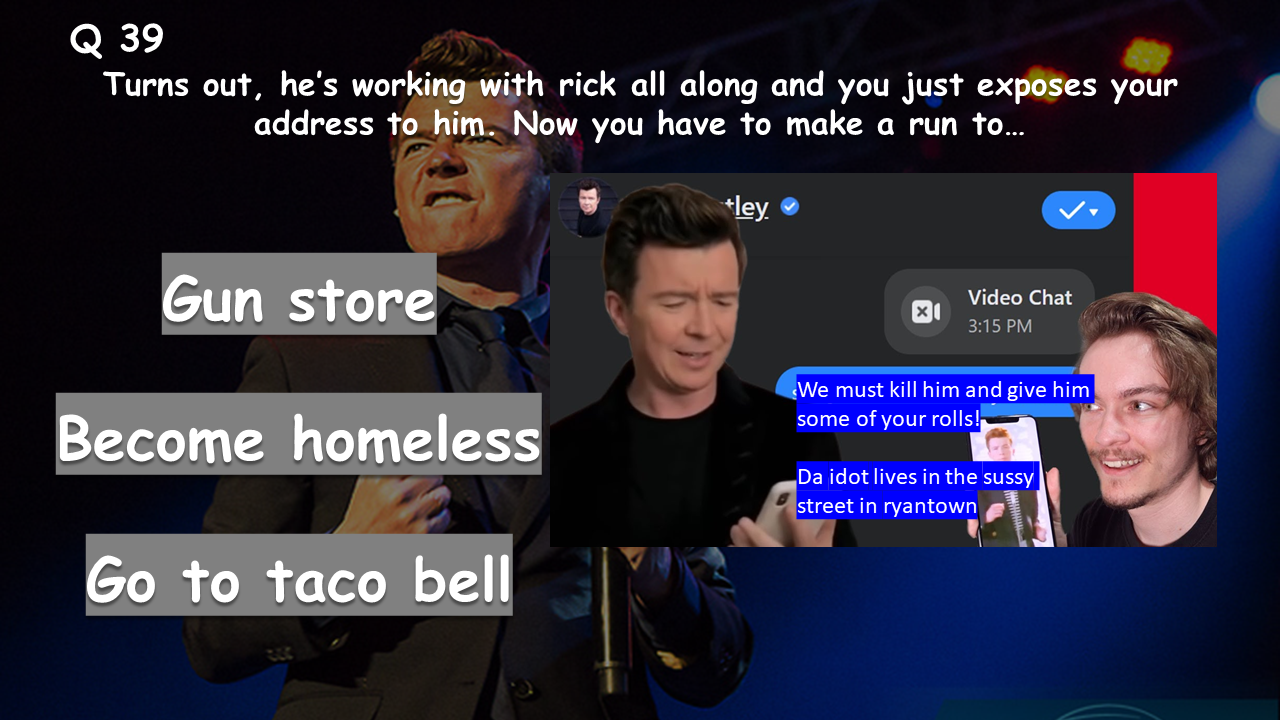 Q 39
Turns out, he’s working with rick all along and you just exposes your
address to him. Now you have to make a run to…
tley
Gun store
Video Chat
3:15 PM
We must kill him and give him
some of your rolls!
Become homeless
Da idot lives in the sussy
street in ryantown
Go to taco bell